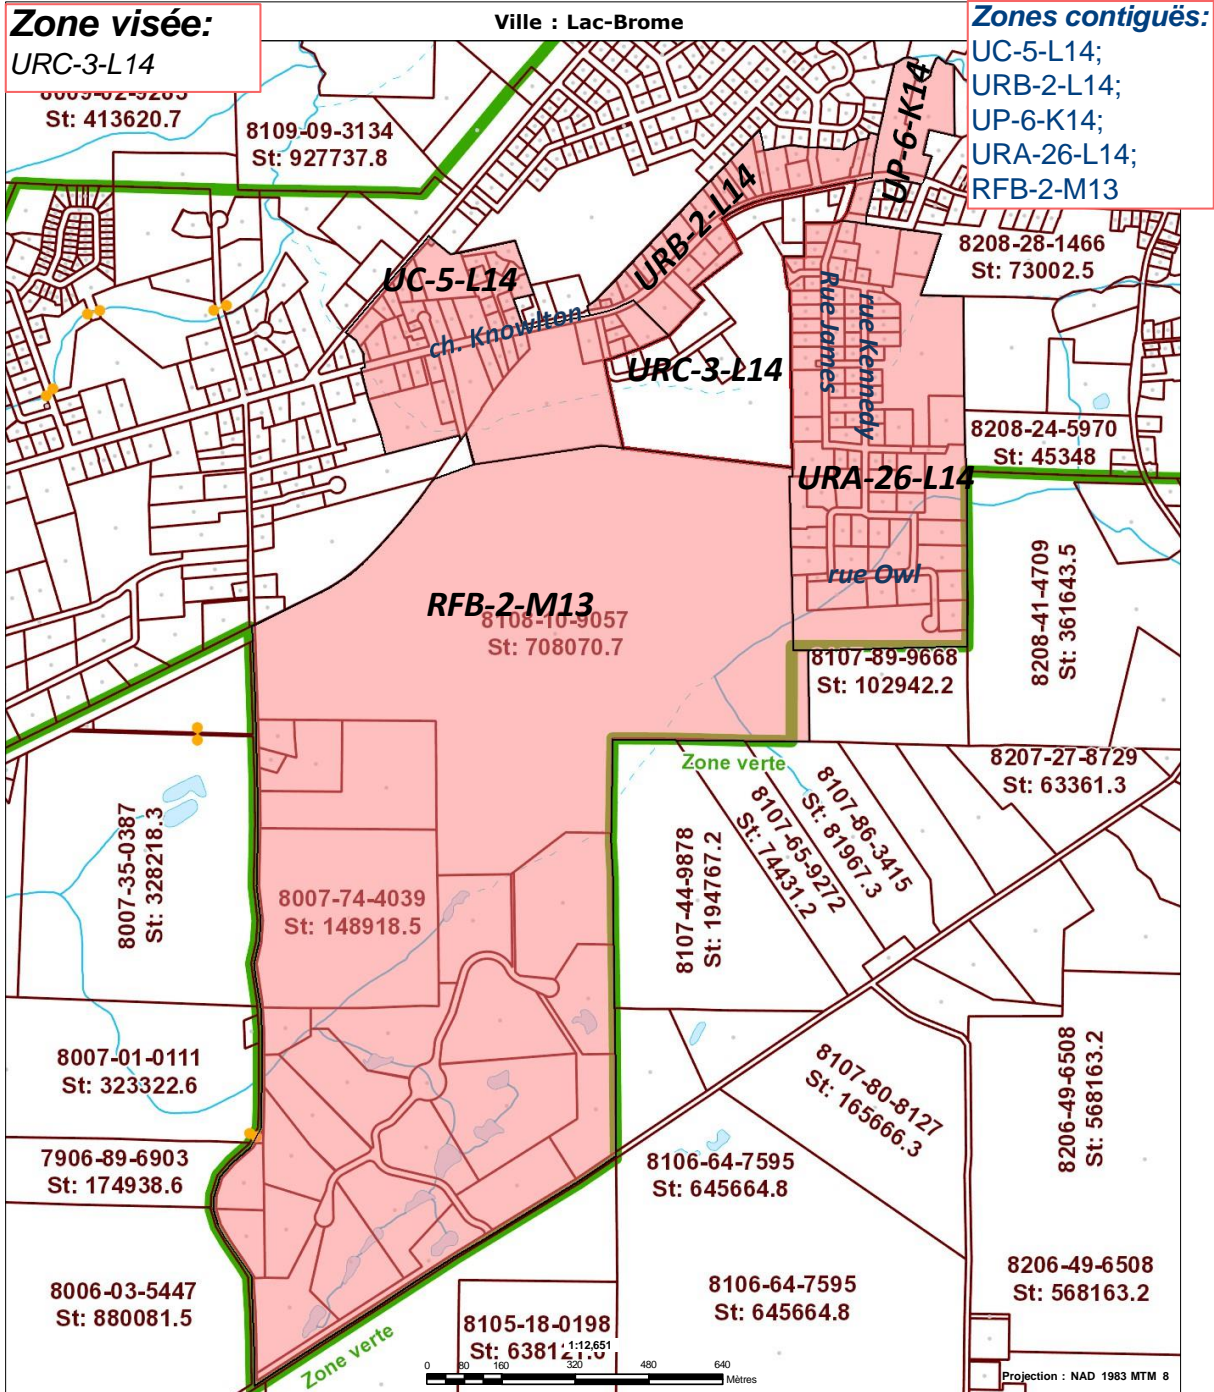 Zone visée:
URC-3-L14
Ville : Lac-Brome
Zones contiguës:
UC-5-L14;
URB-2-L14;
UP-6-K14;
URA-26-L14;
RFB-2-M13
St: 413620.7
8109-09-3134
St: 927737.8
UP-6-K14
URB-2-L14
8208-28-1466
St: 73002.5
UC-5-L14
ch. Knowlton
Rue James
rue Kennedy
URC-3-L14
8208-24-5970
St: 45348
URA-26-L14
rue Owl
8208-41-4709
St: 361643.5
RFB-2-M13
8108-10-9057
St: 708070.7
8107-89-9668
St: 102942.2
Zone verte
8207-27-8729
St: 63361.3
8007-35-0387
St: 328218.3
8107-44-9878
St: 194767.2
8107-65-9272
St: 74431.2
8107-86-3415
St: 81967.3
8007-74-4039
St: 148918.5
8007-01-0111
St: 323322.6
8107-80-8127
St: 165666.3
8206-49-6508
St: 568163.2
7906-89-6903
St: 174938.6
8106-64-7595
St: 645664.8
8006-03-5447
St: 880081.5
8106-64-7595
St: 645664.8
8206-49-6508
St: 568163.2
Zone verte
8105-18-0198
1:12,651
0 80 160 320 480 640
Mètres
Projection : NAD 1983 MTM 8